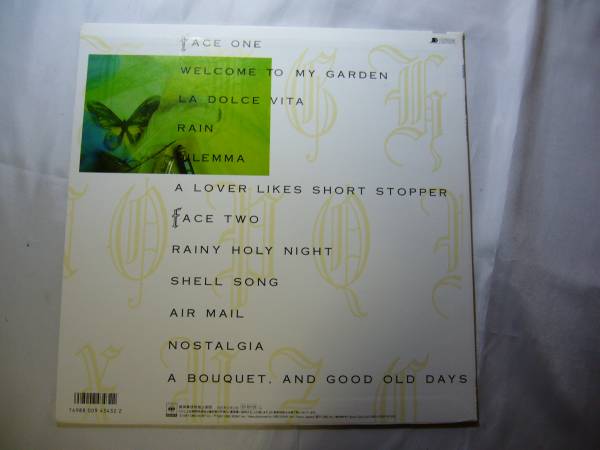 FACE ONE
WELCOME TO MY GARDEN
LA DOLCE VITA
RAIN
DILEMMA
A LOVER LIKES SHORT STOPPER
FACE TWO
RAINY HOLY NIGHT
SHELL SONG
AIR MAIL
NOSTALGIA
A BOUQUET, AND GOOD OLD DAYS